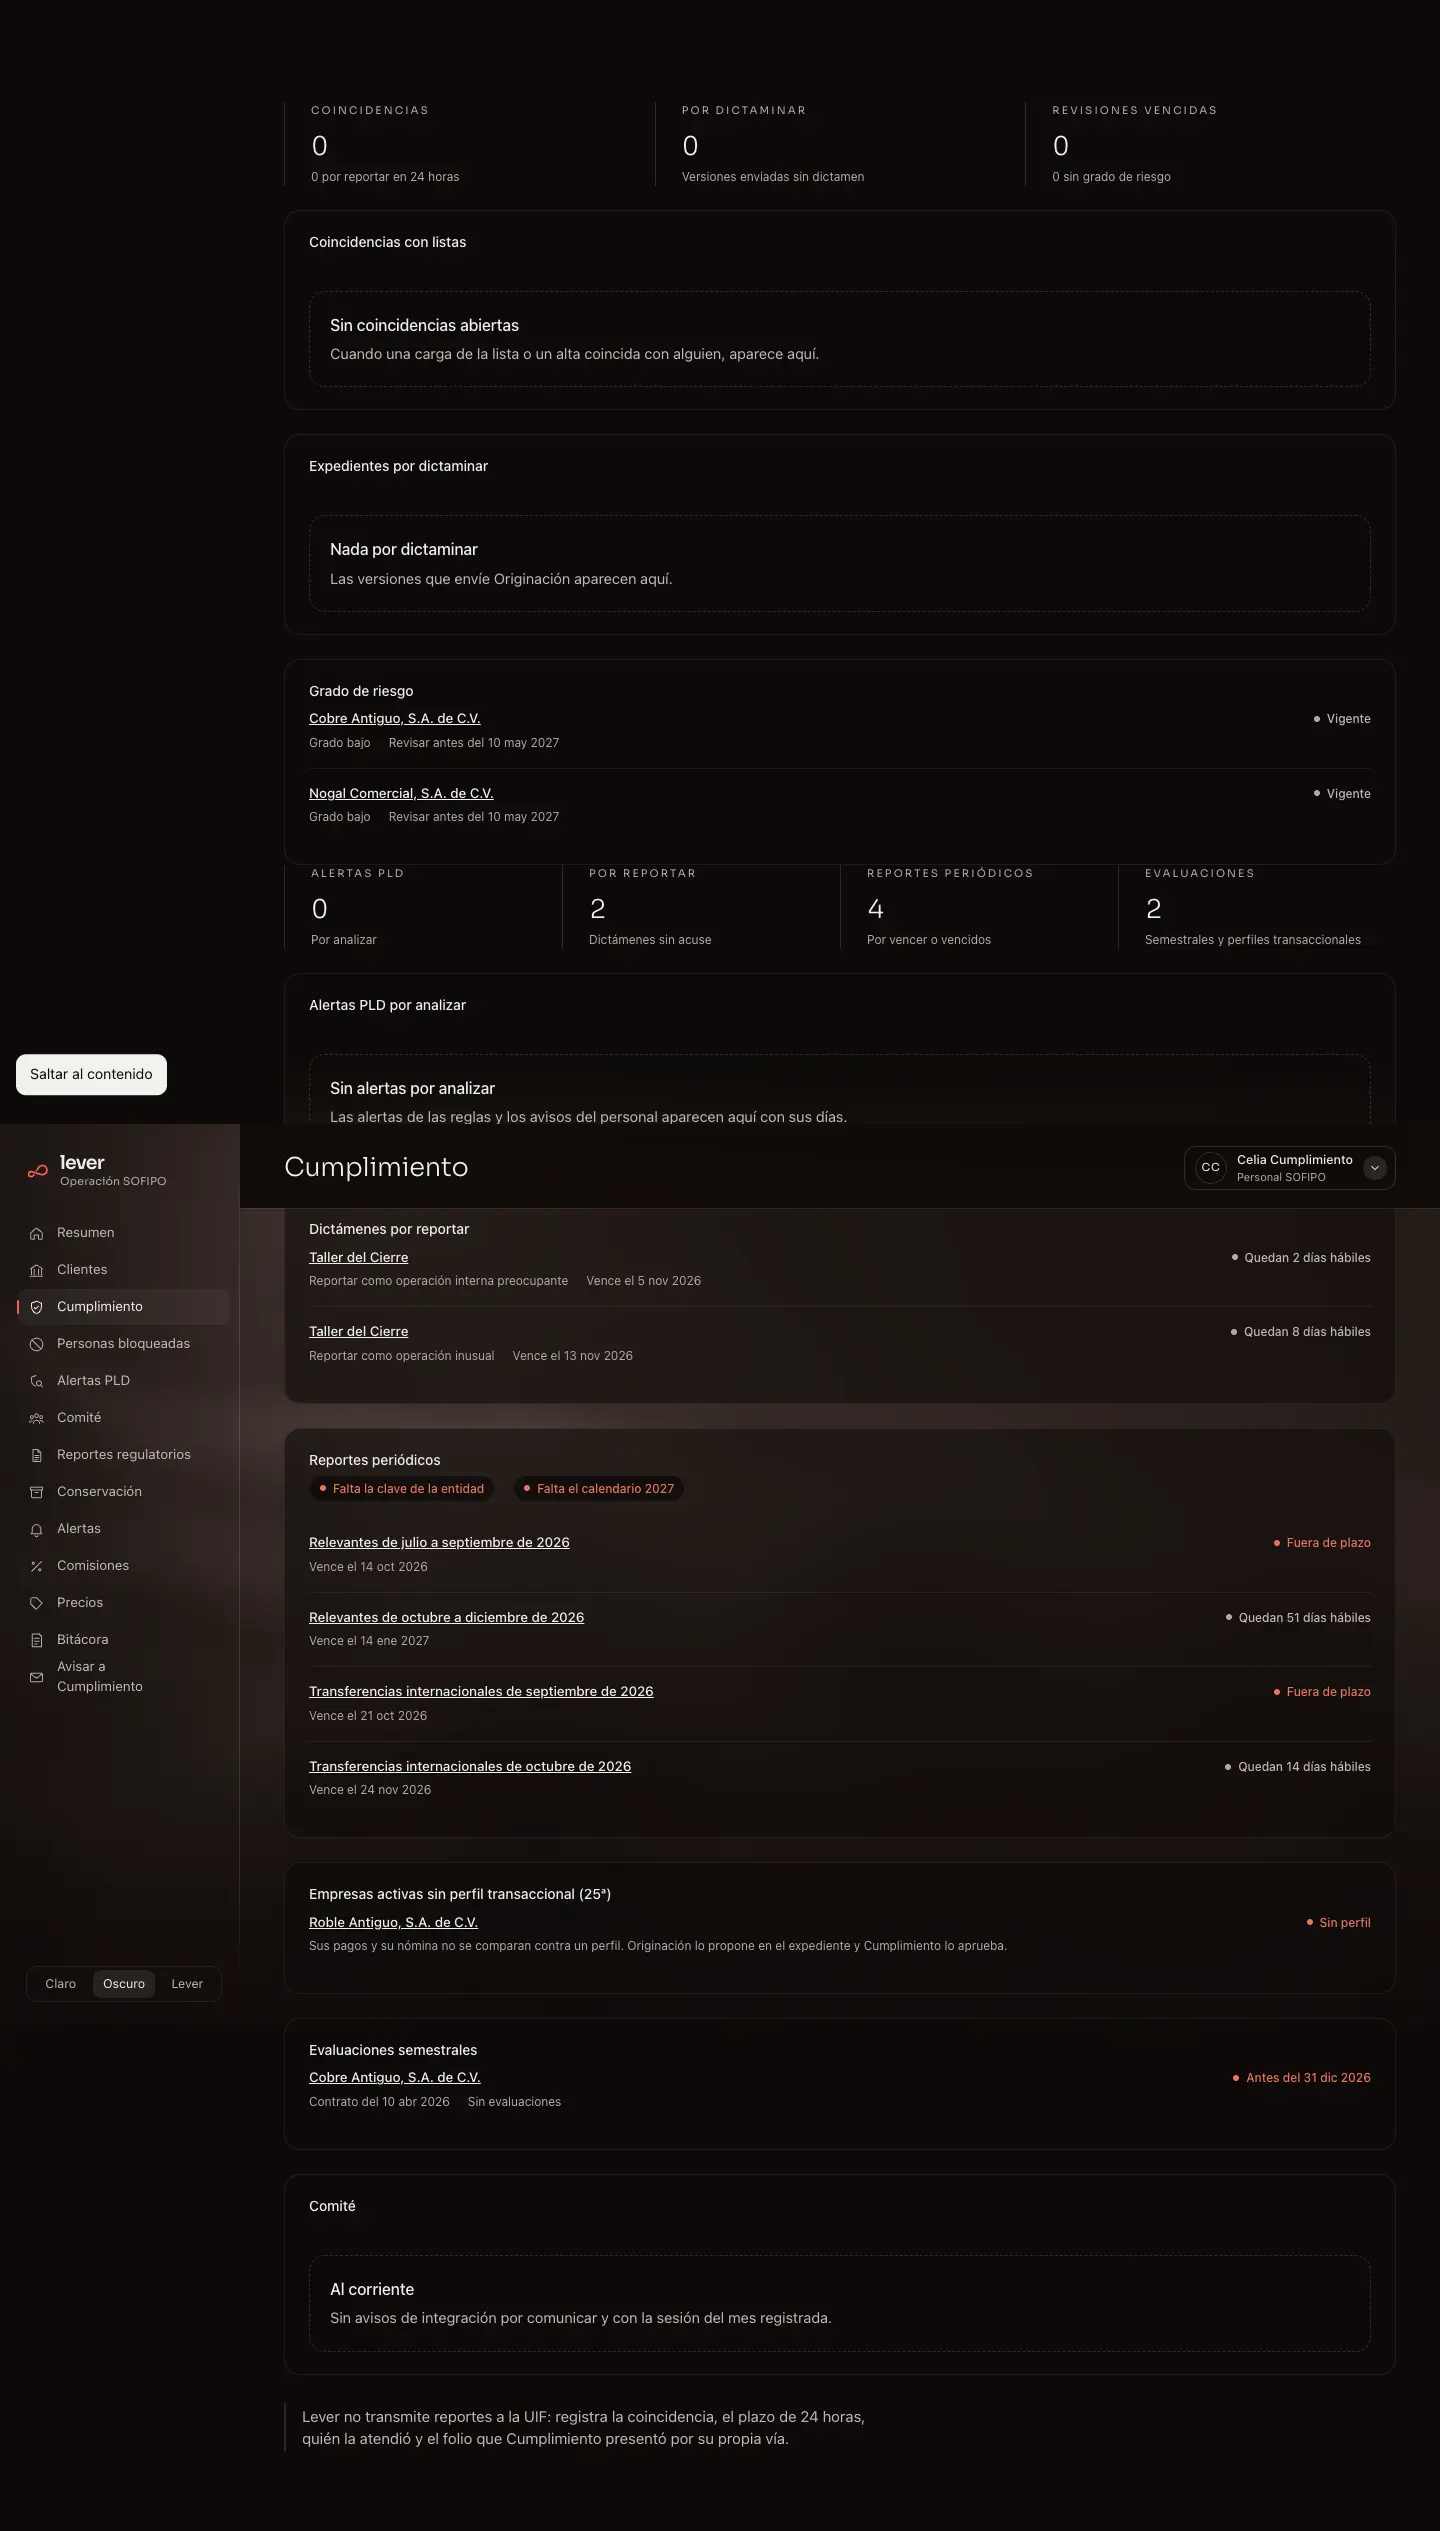 COINCIDENCIAS
0
0 por reportar en 24 horas
POR DICTAMINAR
0
Versiones enviadas sin dictamen
REVISIONES VENCIDAS
0
0 sin grado de riesgo
Coincidencias con listas
Sin coincidencias abiertas
Cuando una carga de la lista o un alta coincida con alguien, aparece aquí.
Expedientes por dictaminar
Nada por dictaminar
Las versiones que envíe Originación aparecen aquí.
Grado de riesgo
Cobre Antiguo, S.A. de C.V.
Vigente
Grado bajo Revisar antes del 10 may 2027
Nogal Comercial, S.A. de C.V.
Vigente
Grado bajo Revisar antes del 10 may 2027
ALERTAS PLD
0
Por analizar
POR REPORTAR
2
Dictámenes sin acuse
REPORTES PERIÓDICOS
4
Por vencer o vencidos
EVALUACIONES
2
Semestrales y perfiles transaccionales
Alertas PLD por analizar
Sin alertas por analizar
Las alertas de las reglas y los avisos del personal aparecen aquí con sus días.
Saltar al contenido
lever
Operación SOFIPO
Resumen
Clientes
Cumplimiento
Personas bloqueadas
Alertas PLD
Comité
Reportes regulatorios
Conservación
Alertas
Comisiones
Precios
Bitácora
Avisar a
Cumplimiento
Claro
Oscuro
Lever
Cumplimiento
CC
Celia Cumplimiento
Personal SOFIPO
Dictámenes por reportar
Taller del Cierre
Quedan 2 días hábiles
Reportar como operación interna preocupante Vence el 5 nov 2026
Taller del Cierre
Quedan 8 días hábiles
Reportar como operación inusual Vence el 13 nov 2026
Reportes periódicos
Falta la clave de la entidad
Falta el calendario 2027
Relevantes de julio a septiembre de 2026
Fuera de plazo
Vence el 14 oct 2026
Relevantes de octubre a diciembre de 2026
Quedan 51 días hábiles
Vence el 14 ene 2027
Transferencias internacionales de septiembre de 2026
Fuera de plazo
Vence el 21 oct 2026
Transferencias internacionales de octubre de 2026
Quedan 14 días hábiles
Vence el 24 nov 2026
Empresas activas sin perfil transaccional (25ª)
Roble Antiguo, S.A. de C.V.
Sin perfil
Sus pagos y su nómina no se comparan contra un perfil. Originación lo propone en el expediente y Cumplimiento lo aprueba.
Evaluaciones semestrales
Cobre Antiguo, S.A. de C.V.
Antes del 31 dic 2026
Contrato del 10 abr 2026 Sin evaluaciones
Comité
Al corriente
Sin avisos de integración por comunicar y con la sesión del mes registrada.
Lever no transmite reportes a la UIF: registra la coincidencia, el plazo de 24 horas,
quién la atendió y el folio que Cumplimiento presentó por su propia vía.